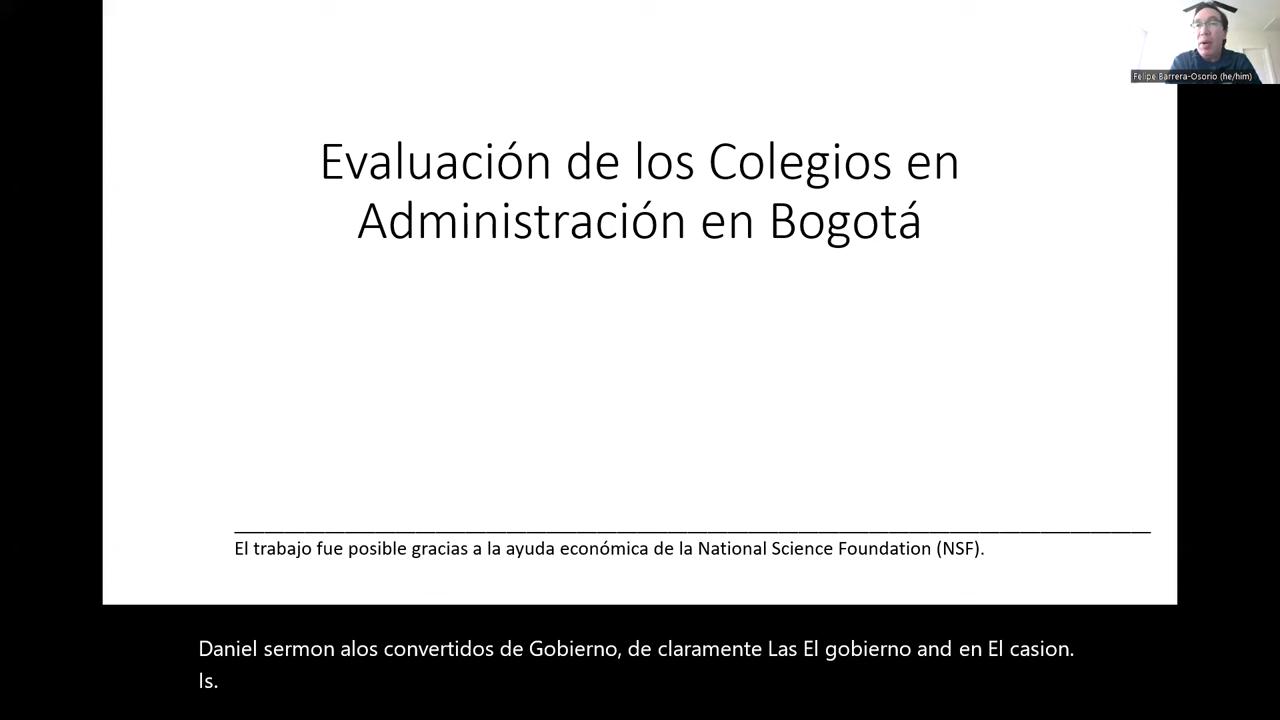 Felipe Barrera-Osorio (he/him)
Evaluación de los Colegios en
Administración en Bogotá
El trabajo fue posible gracias a la ayuda económica de la National Science Foundation (NSF).
Daniel sermon alos convertidos de Gobierno, de claramente Las El gobierno and en El casion.
Is.